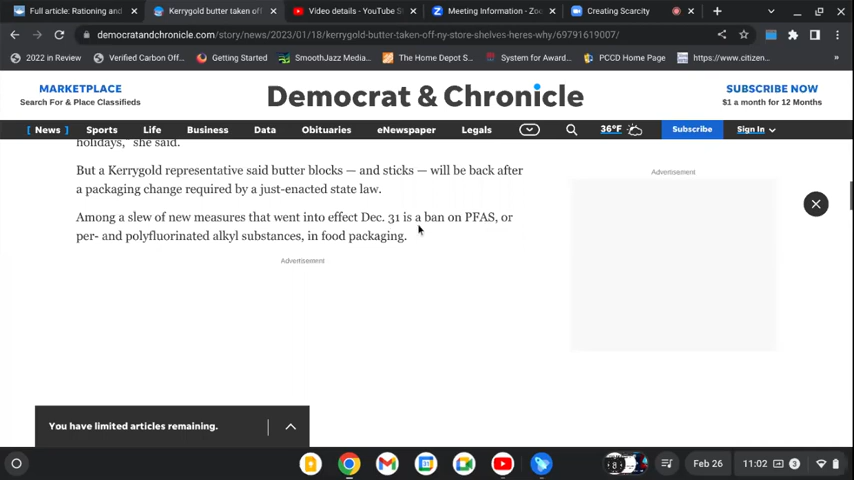 Full article: Rationing and
Kerrygold butter taken of
Video details - YouTube St
Meeting Information - Zoo
Creating Scarcity
democratandchronicle.com/story/news/2023/01/18/kerrygold-butter-taken-off-ny-store-shelves-heres-why/69791619007/
2022 in Review
Verified Carbon Off...
Getting Started
SmoothJazz Media...
The Home Depot S...
System for Award...
PCCD Home Page
https://www.citizen...
MARKETPLACE
Search For & Place Classifieds
Democrat & Chronicle
SUBSCRIBE NOW
$1 a month for 12 Months
[ News ] Sports Life Business Data Obituaries eNewspaper Legals 36°F Subscribe Sign In
holidays," she said.
But a Kerrygold representative said butter blocks — and sticks — will be back after
a packaging change required by a just-enacted state law.
Among a slew of new measures that went into effect Dec. 31 is a ban on PFAS, or
per- and polyfluorinated alkyl substances, in food packaging.
Advertisement
Advertisement
You have limited articles remaining.
Feb 26
11:02
3